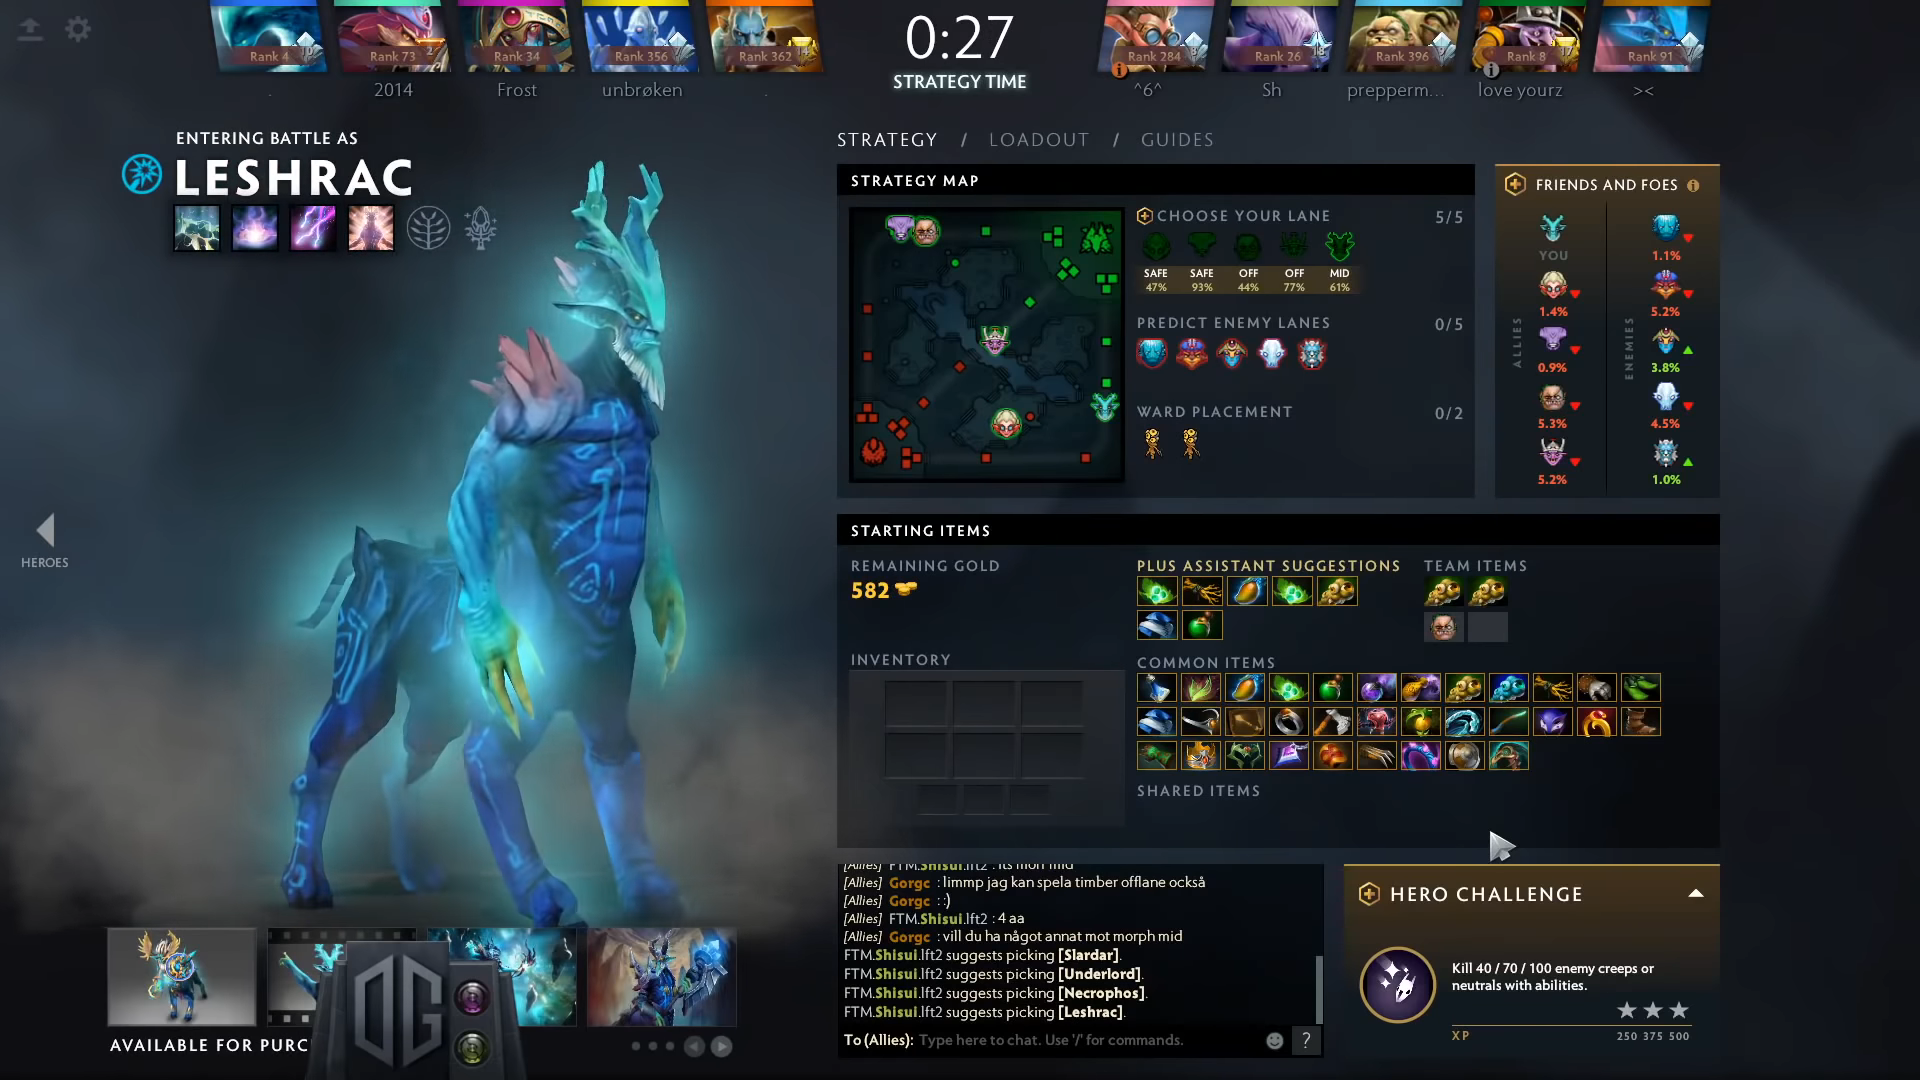 Rank 4
Rank 73
Rank 34
Rank 356
Rank 362
0:27
STRATEGY TIME
Rank 284
Rank 26
Rank 396
Rank 8
Rank 91
.
2014
Frost
unbrøken
.
^6^
Sh
prepperm...
love yourz
><
ENTERING BATTLE AS
LESHRAC
HEROES
STRATEGY / LOADOUT / GUIDES
STRATEGY MAP
CHOOSE YOUR LANE 5/5
SAFE SAFE OFF OFF MID
47% 93% 44% 77% 61%
PREDICT ENEMY LANES 0/5
WARD PLACEMENT 0/2
FRIENDS AND FOES
ALLIES
ENEMIES
YOU 1.1%
1.4% 5.2%
0.9% 3.8%
5.3% 4.5%
5.2% 1.0%
STARTING ITEMS
REMAINING GOLD
582
INVENTORY
PLUS ASSISTANT SUGGESTIONS
TEAM ITEMS
COMMON ITEMS
SHARED ITEMS
[Allies] FTM.Shisui.lft2 : its morf mid
[Allies] Gorgc : limmp jag kan spela timber offlane också
[Allies] Gorgc : :)
[Allies] FTM.Shisui.lft2 : 4 aa
[Allies] Gorgc : vill du ha något annat mot morph mid
FTM.Shisui.lft2 suggests picking [Slardar].
FTM.Shisui.lft2 suggests picking [Underlord].
FTM.Shisui.lft2 suggests picking [Necrophos].
FTM.Shisui.lft2 suggests picking [Leshrac].
To (Allies): Type here to chat. Use '/' for commands.
?
HERO CHALLENGE
Kill 40 / 70 / 100 enemy creeps or
neutrals with abilities.
XP 250 375 500
AVAILABLE FOR PURC
OG